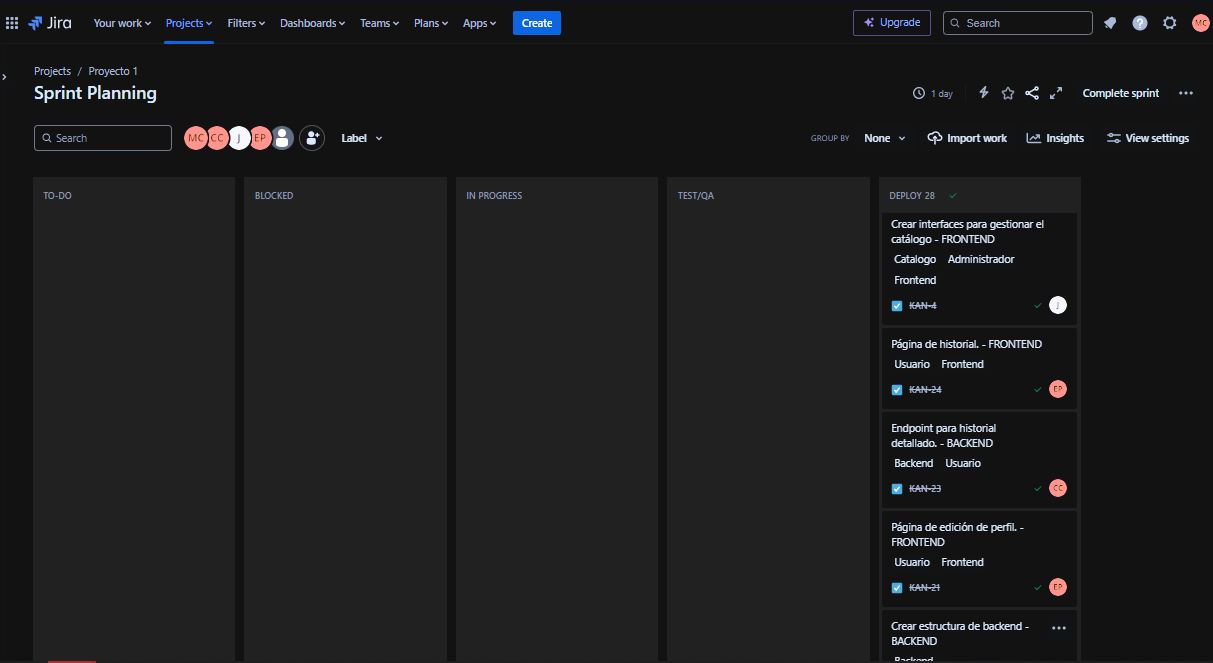 Jira Your work Projects Filters Dashboards Teams Plans Apps Create Upgrade Search MC
Projects / Proyecto 1
Sprint Planning
1 day Complete sprint
Search MC CC J EP Label GROUP BY None Import work Insights View settings
TO-DO BLOCKED IN PROGRESS TEST/QA DEPLOY 28
Crear interfaces para gestionar el
catálogo - FRONTEND
Catalogo Administrador
Frontend
KAN-4 J
Página de historial. - FRONTEND
Usuario Frontend
KAN-24 EP
Endpoint para historial
detallado. - BACKEND
Backend Usuario
KAN-23 CC
Página de edición de perfil. -
FRONTEND
Usuario Frontend
KAN-21 EP
Crear estructura de backend -
BACKEND
Backend